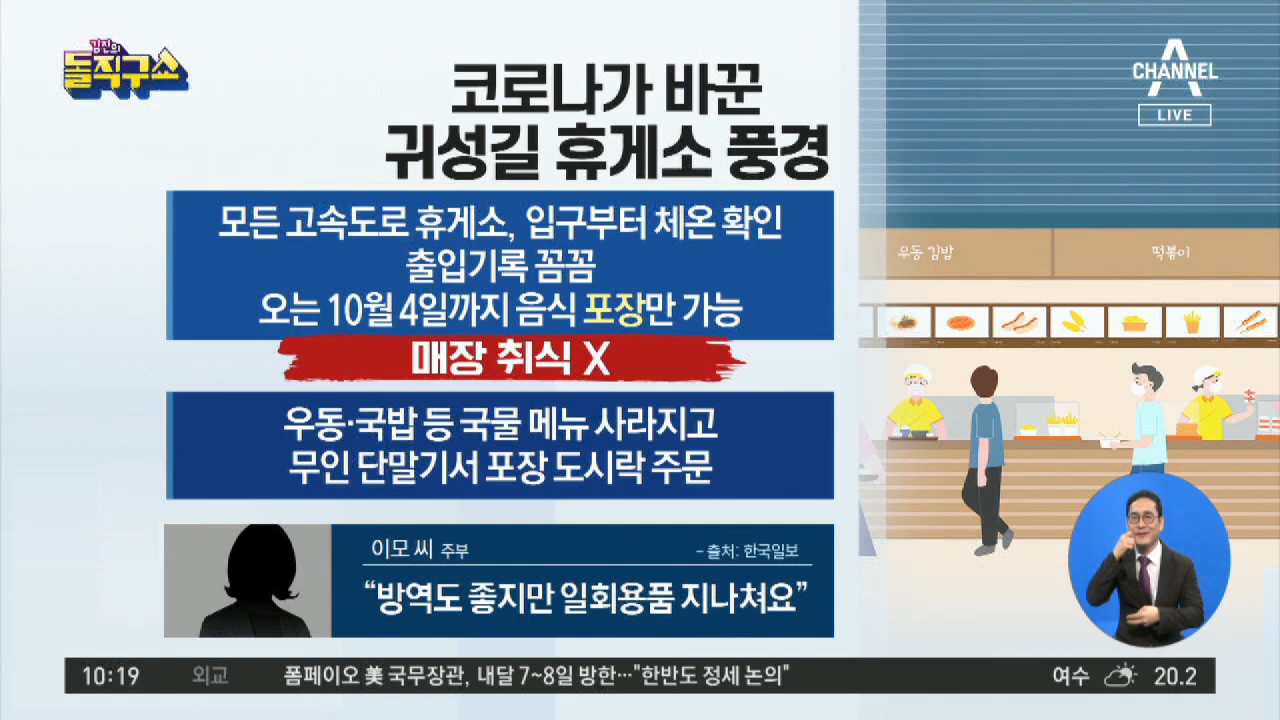 김진의
돌직구쇼
CHANNEL A
LIVE
코로나가 바꾼
귀성길 휴게소 풍경
모든 고속도로 휴게소, 입구부터 체온 확인
출입기록 꼼꼼
오는 10월 4일까지 음식 포장만 가능
매장 취식 X
우동·국밥 등 국물 메뉴 사라지고
무인 단말기서 포장 도시락 주문
우동 김밥
떡볶이
이모 씨 주부
- 출처: 한국일보
“방역도 좋지만 일회용품 지나쳐요”
10:19 외교 폼페이오 美 국무장관, 내달 7~8일 방한…"한반도 정세 논의" 여수 20.2